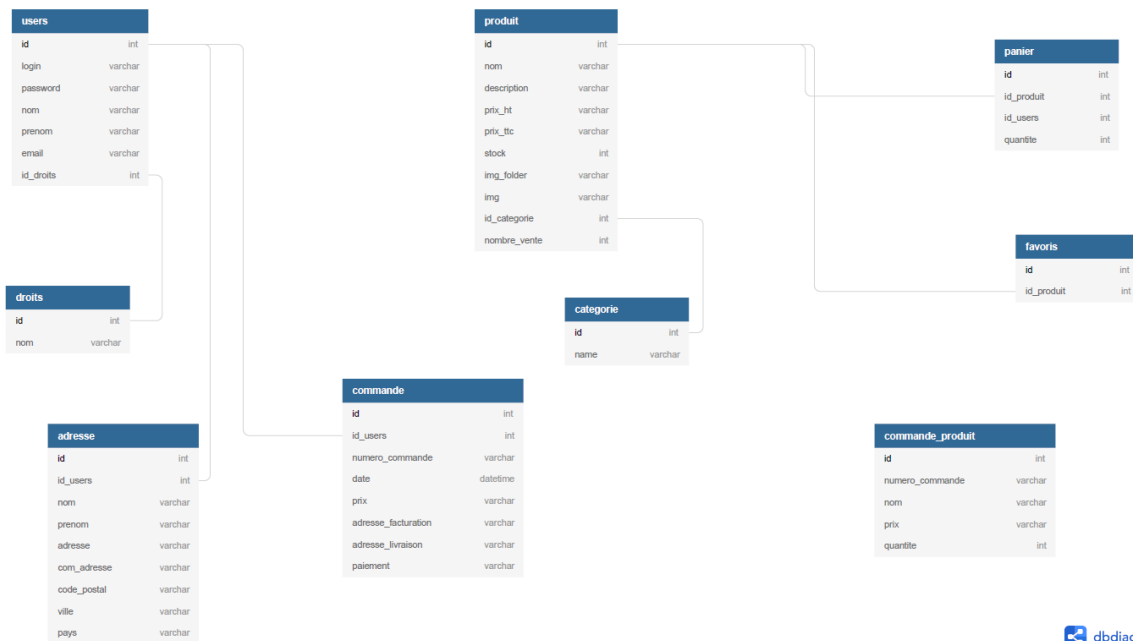 users
id int
login varchar
password varchar
nom varchar
prenom varchar
email varchar
id_droits int
produit
id int
nom varchar
description varchar
prix_ht varchar
prix_ttc varchar
stock int
img_folder varchar
img varchar
id_categorie int
nombre_vente int
panier
id int
id_produit int
id_users int
quantite int
favoris
id int
id_produit int
droits
id int
nom varchar
categorie
id int
name varchar
commande
id int
id_users int
numero_commande varchar
date datetime
prix varchar
adresse_facturation varchar
adresse_livraison varchar
paiement varchar
adresse
id int
id_users int
nom varchar
prenom varchar
adresse varchar
com_adresse varchar
code_postal varchar
ville varchar
pays varchar
commande_produit
id int
numero_commande varchar
nom varchar
prix varchar
quantite int